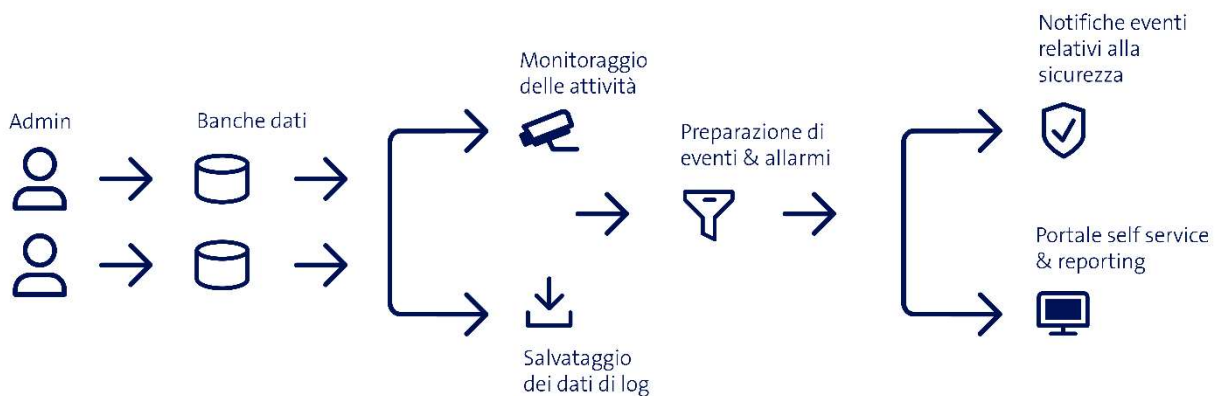 Admin
Banche dati
Monitoraggio
delle attività
Salvataggio
dei dati di log
Preparazione di
eventi & allarmi
Notifiche eventi
relativi alla
sicurezza
Portale self service
& reporting